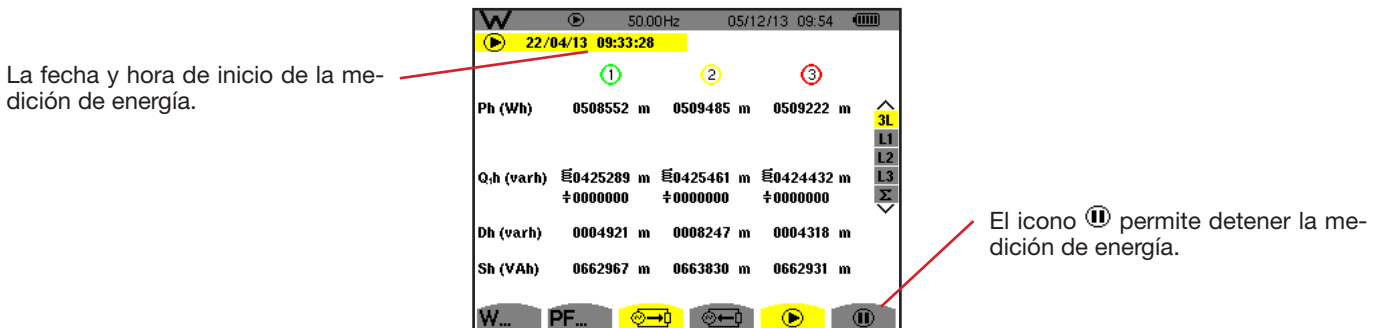 W 50.00Hz 05/12/13 09:54
22/04/13 09:33:28
La fecha y hora de inicio de la me-
dición de energía.
1 2 3
Ph (Wh) 0508552 m 0509485 m 0509222 m
3L
L1
L2
L3
Σ
Q₁h (varh) 0425289 m 0425461 m 0424432 m
0000000 0000000 0000000
Dh (varh) 0004921 m 0008247 m 0004318 m
Sh (VAh) 0662967 m 0663830 m 0662931 m
W... PF...
El icono permite detener la me-
dición de energía.